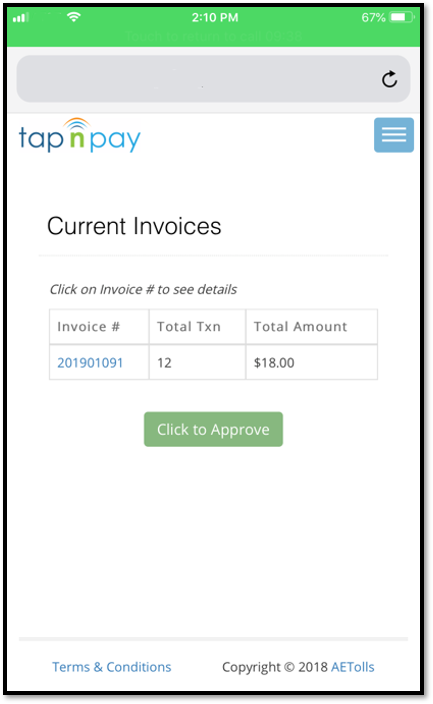 2:10 PM
67%
tap n pay
Current Invoices
Click on Invoice # to see details
Invoice # Total Txn Total Amount
201901091 12 $18.00
Click to Approve
Terms & Conditions Copyright © 2018 AETolls